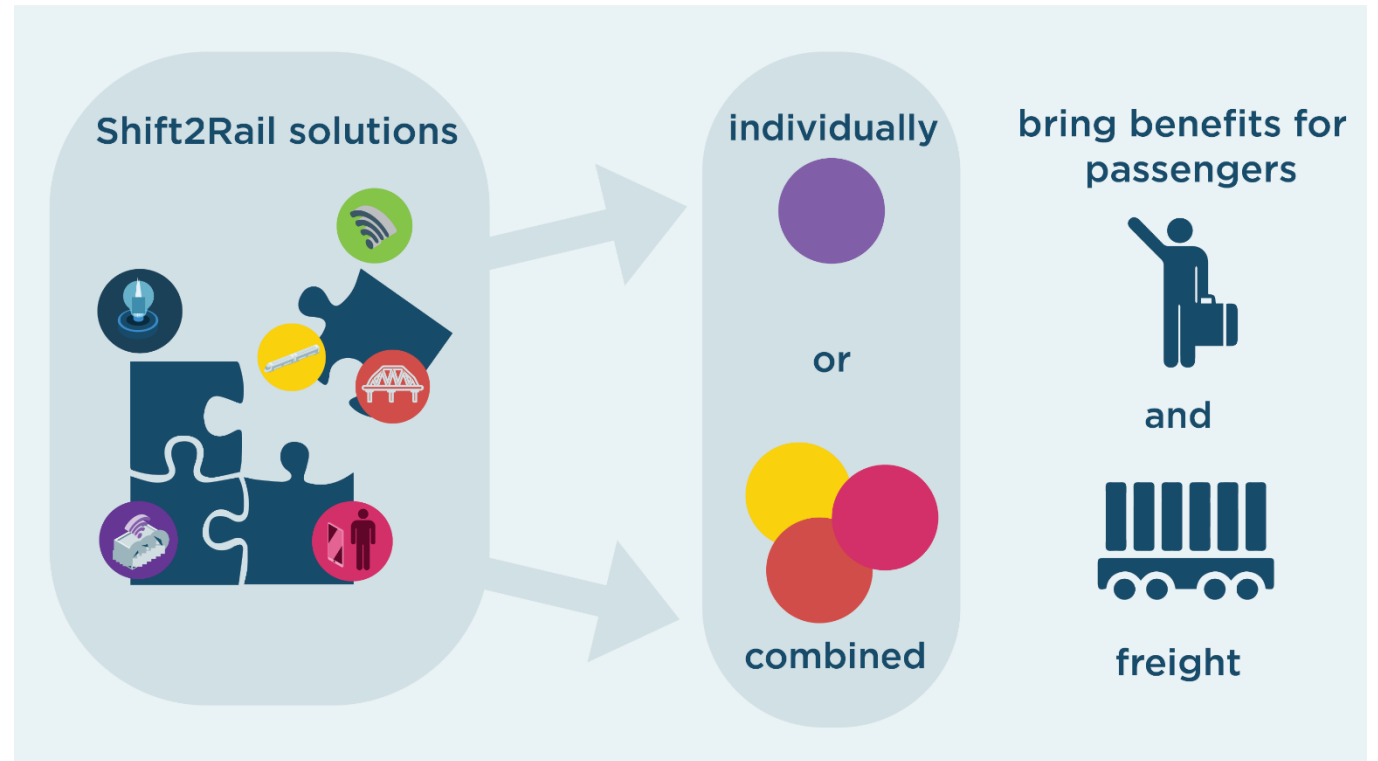 Shift2Rail solutions
individually
or
combined
bring benefits for
passengers
and
freight